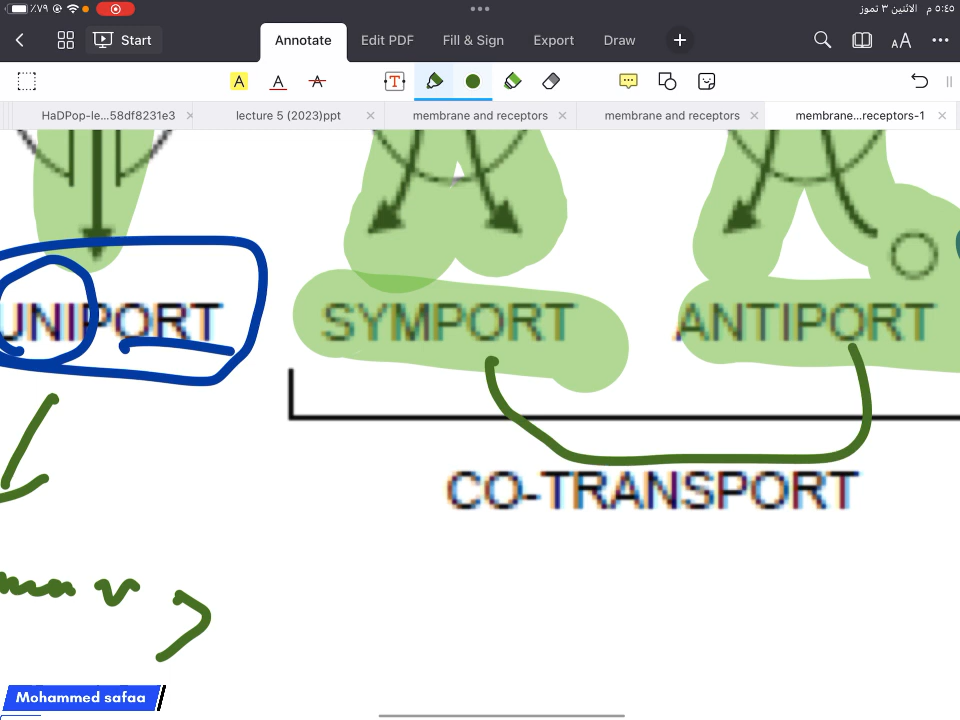 ٪٧٩ ٥:٤٥ م الاثنين ٣ تموز
Start Annotate Edit PDF Fill & Sign Export Draw
HaDPop-le...58df8231e3 lecture 5 (2023)ppt membrane and receptors membrane and receptors membrane...receptors-1
UNIPORT SYMPORT ANTIPORT
CO-TRANSPORT
Mohammed safaa